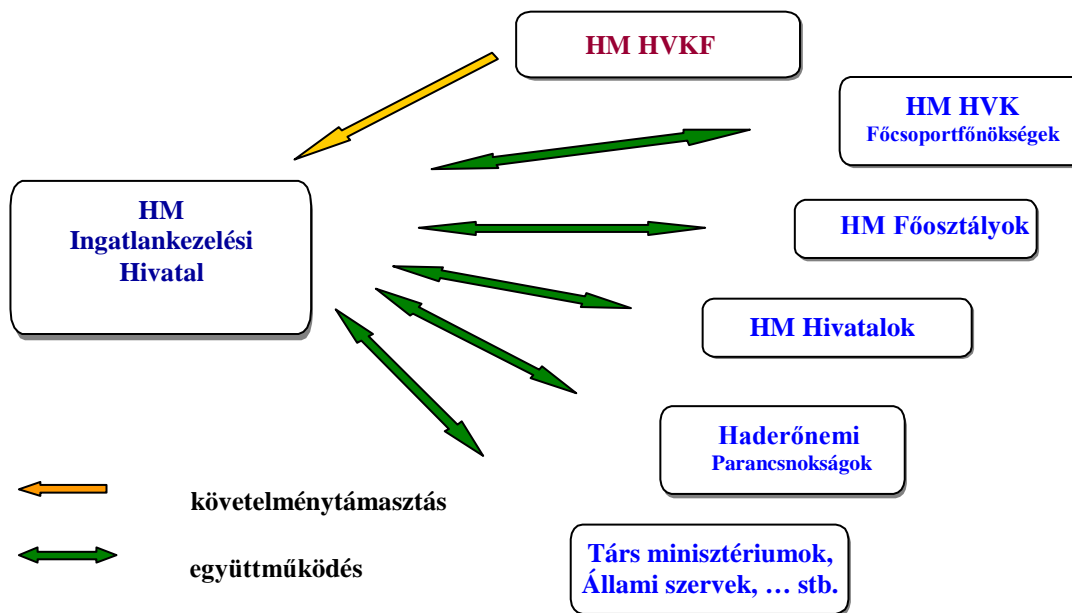 HM HVKF
HM HVK
Főcsoportfőnökségek
HM
Ingatlankezelési
Hivatal
HM Főosztályok
HM Hivatalok
Haderőnemi
Parancsnokságok
követelménytámasztás
együttműködés
Társ minisztériumok,
Állami szervek, … stb.